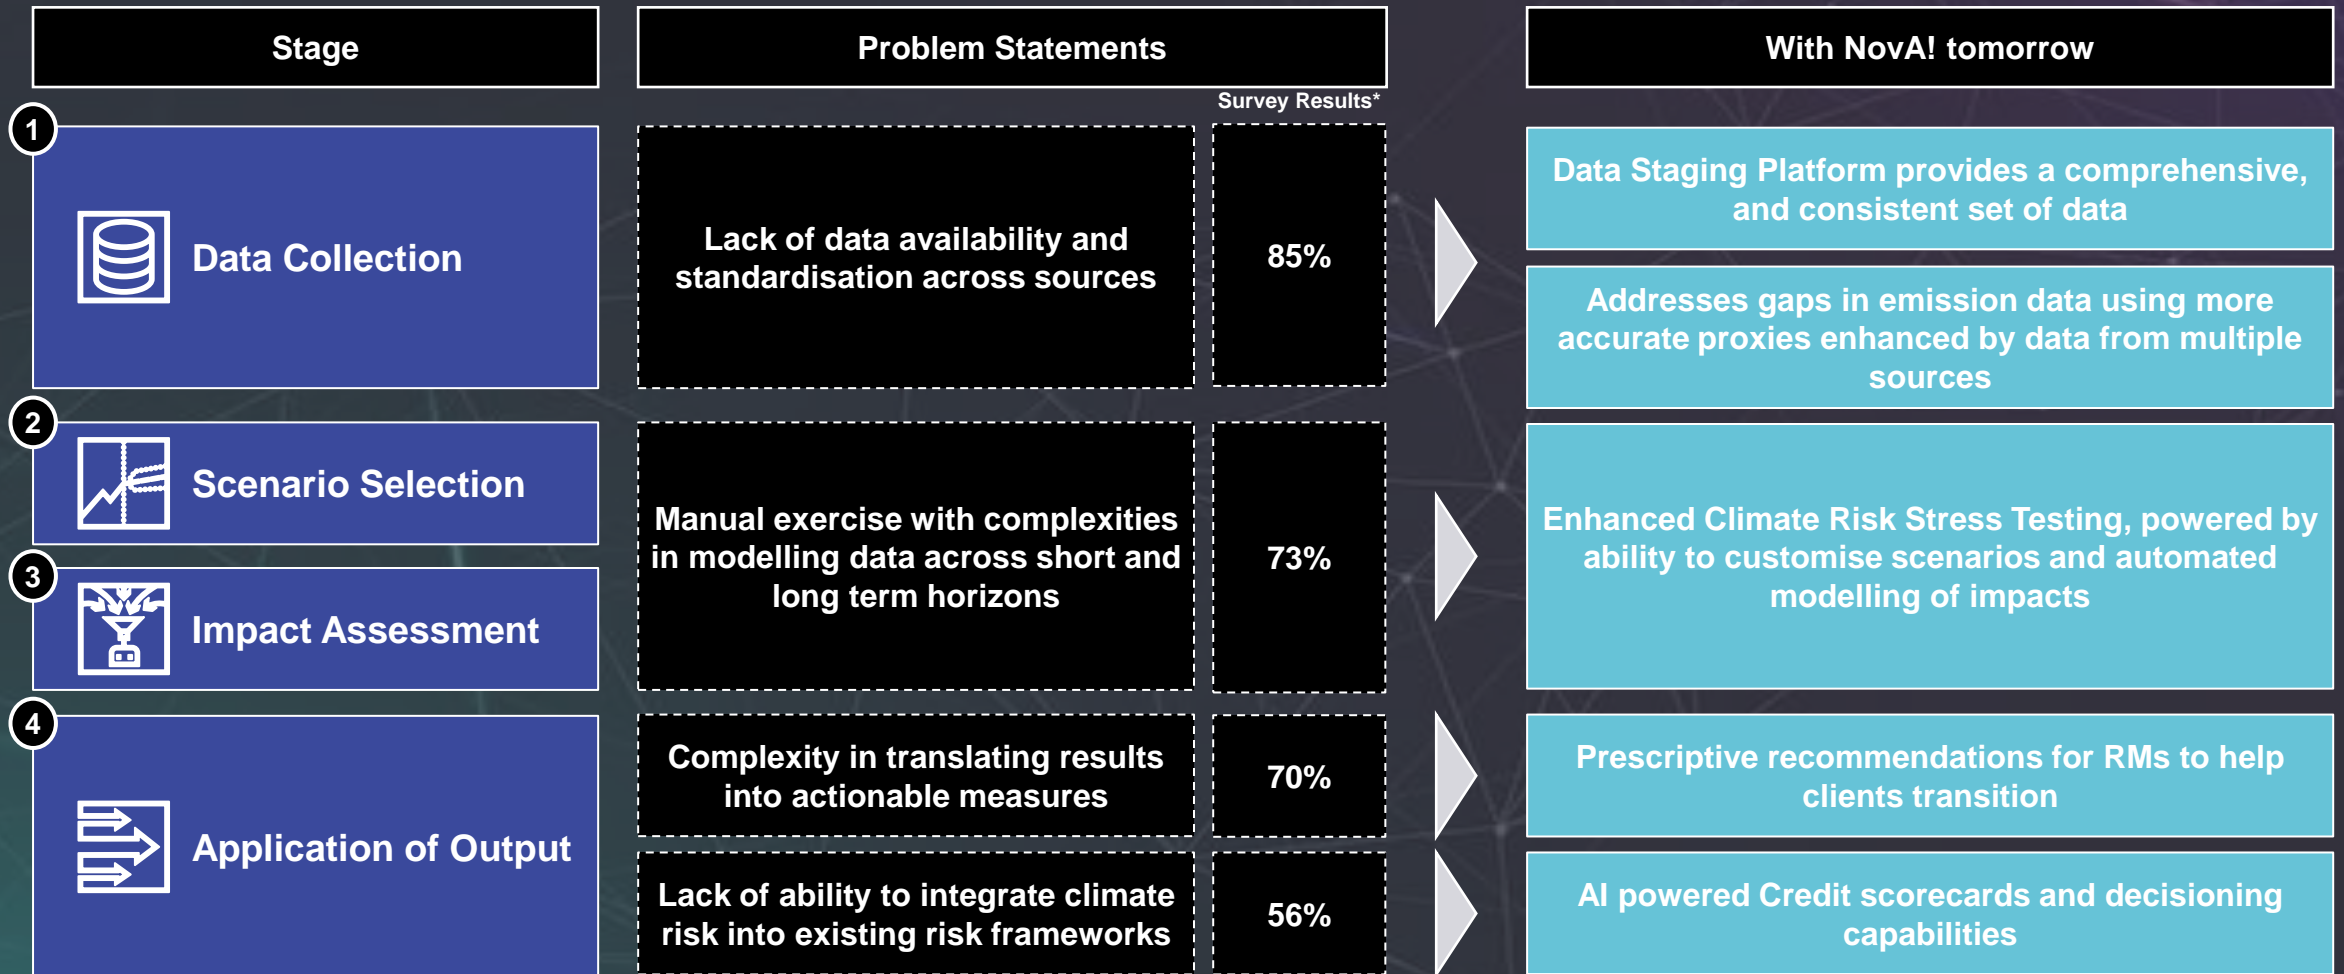 Stage
Problem Statements
With NovA! tomorrow
Survey Results*
1
Data Collection
Lack of data availability and
standardisation across sources
85%
Data Staging Platform provides a comprehensive,
and consistent set of data
Addresses gaps in emission data using more
accurate proxies enhanced by data from multiple
sources
2
Scenario Selection
3
Impact Assessment
Manual exercise with complexities
in modelling data across short and
long term horizons
73%
Enhanced Climate Risk Stress Testing, powered by
ability to customise scenarios and automated
modelling of impacts
4
Application of Output
Complexity in translating results
into actionable measures
70%
Prescriptive recommendations for RMs to help
clients transition
Lack of ability to integrate climate
risk into existing risk frameworks
56%
AI powered Credit scorecards and decisioning
capabilities